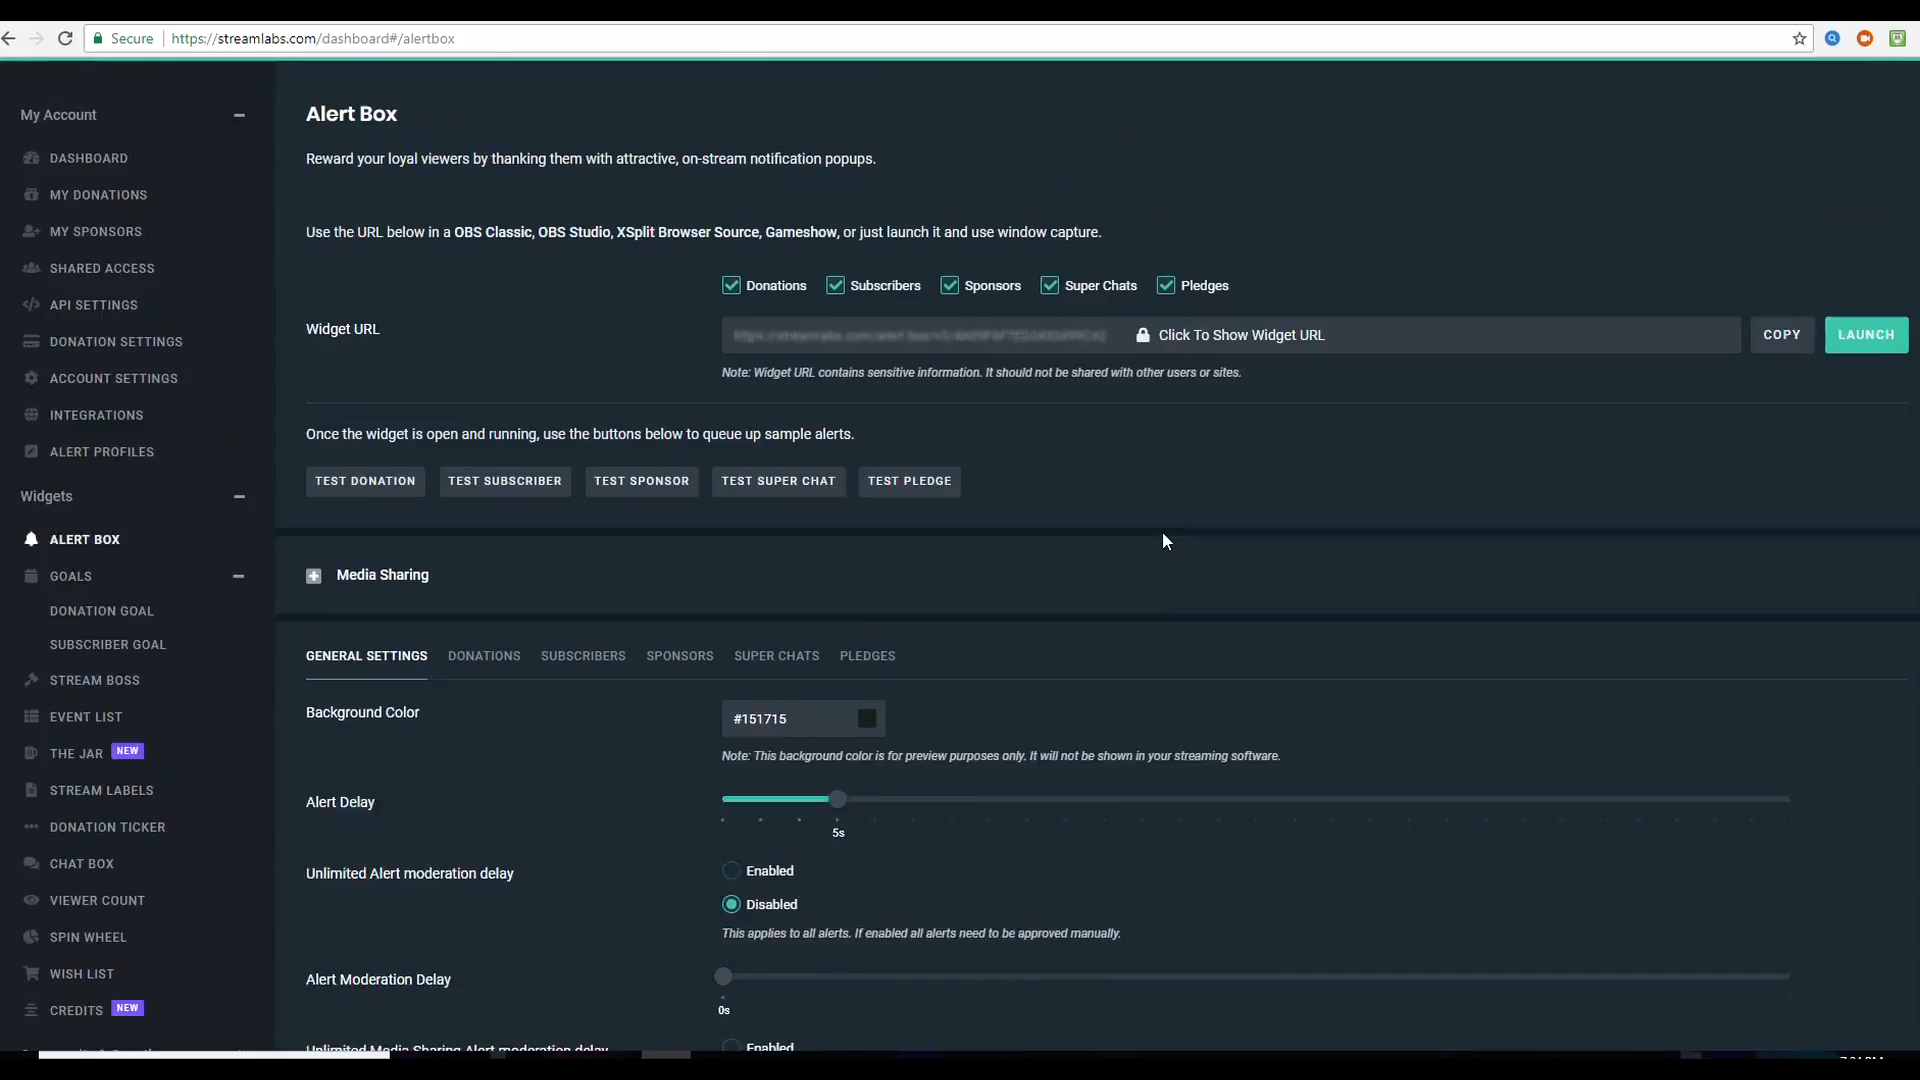 Secure https://streamlabs.com/dashboard#/alertbox
My Account
DASHBOARD
MY DONATIONS
MY SPONSORS
SHARED ACCESS
API SETTINGS
DONATION SETTINGS
ACCOUNT SETTINGS
INTEGRATIONS
ALERT PROFILES
Widgets
ALERT BOX
GOALS
DONATION GOAL
SUBSCRIBER GOAL
STREAM BOSS
EVENT LIST
THE JAR NEW
STREAM LABELS
DONATION TICKER
CHAT BOX
VIEWER COUNT
SPIN WHEEL
WISH LIST
CREDITS NEW
Alert Box
Reward your loyal viewers by thanking them with attractive, on-stream notification popups.
Use the URL below in a OBS Classic, OBS Studio, XSplit Browser Source, Gameshow, or just launch it and use window capture.
Donations Subscribers Sponsors Super Chats Pledges
Widget URL Click To Show Widget URL COPY LAUNCH
Note: Widget URL contains sensitive information. It should not be shared with other users or sites.
Once the widget is open and running, use the buttons below to queue up sample alerts.
TEST DONATION TEST SUBSCRIBER TEST SPONSOR TEST SUPER CHAT TEST PLEDGE
Media Sharing
GENERAL SETTINGS DONATIONS SUBSCRIBERS SPONSORS SUPER CHATS PLEDGES
Background Color #151715
Note: This background color is for preview purposes only. It will not be shown in your streaming software.
Alert Delay
5s
Unlimited Alert moderation delay Enabled
Disabled
This applies to all alerts. If enabled all alerts need to be approved manually.
Alert Moderation Delay
0s
Unlimited Media Sharing Alert moderation delay Enabled